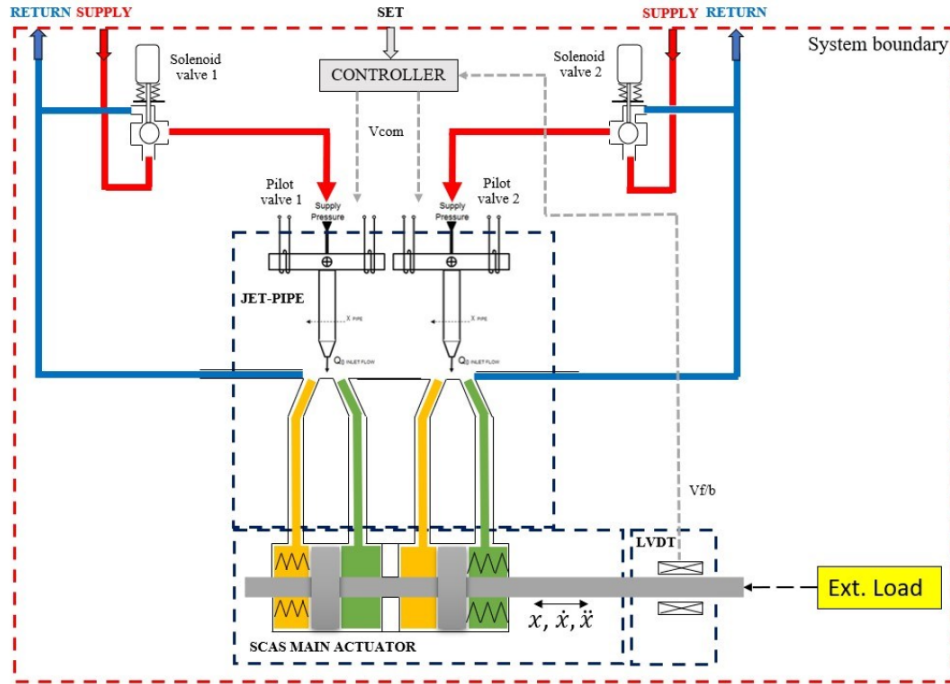 RETURN SUPPLY
SET
SUPPLY RETURN
System boundary
Solenoid
valve 1
CONTROLLER
Solenoid
valve 2
Vcom
Pilot
valve 1
Pilot
valve 2
Supply
Pressure
Supply
Pressure
JET-PIPE
X PIPE
X PIPE
Q0 INLET FLOW
Q0 INLET FLOW
Vf/b
LVDT
Ext. Load
x, ẋ, ẍ
SCAS MAIN ACTUATOR